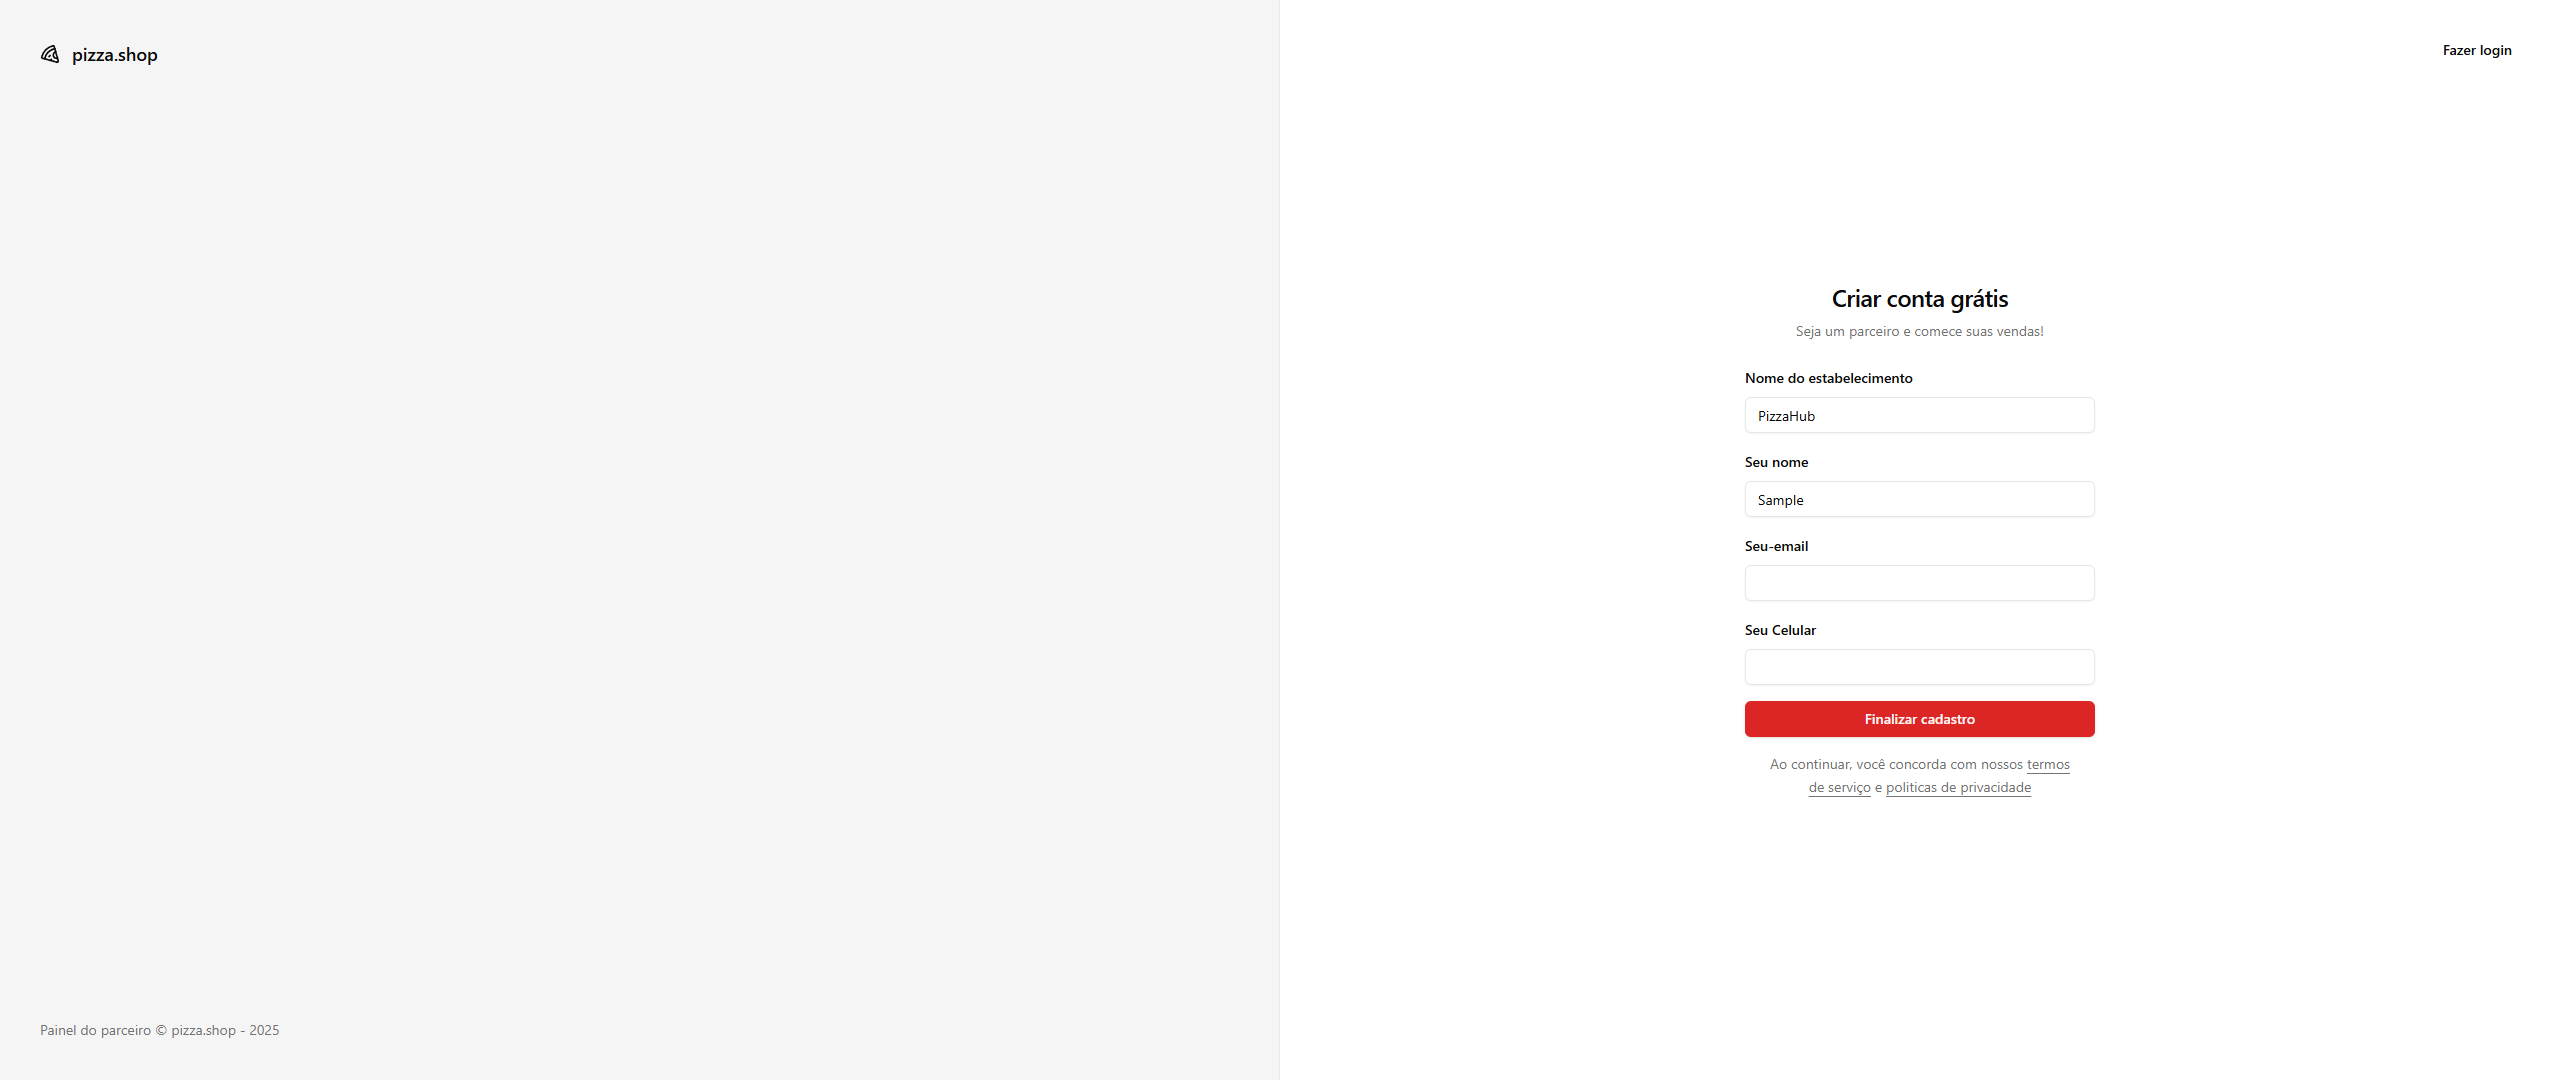 pizza.shop
Fazer login
Criar conta grátis
Seja um parceiro e comece suas vendas!
Nome do estabelecimento
PizzaHub
Seu nome
Sample
Seu-email
Seu Celular
Finalizar cadastro
Ao continuar, você concorda com nossos termos
de serviço e politicas de privacidade
Painel do parceiro © pizza.shop - 2025